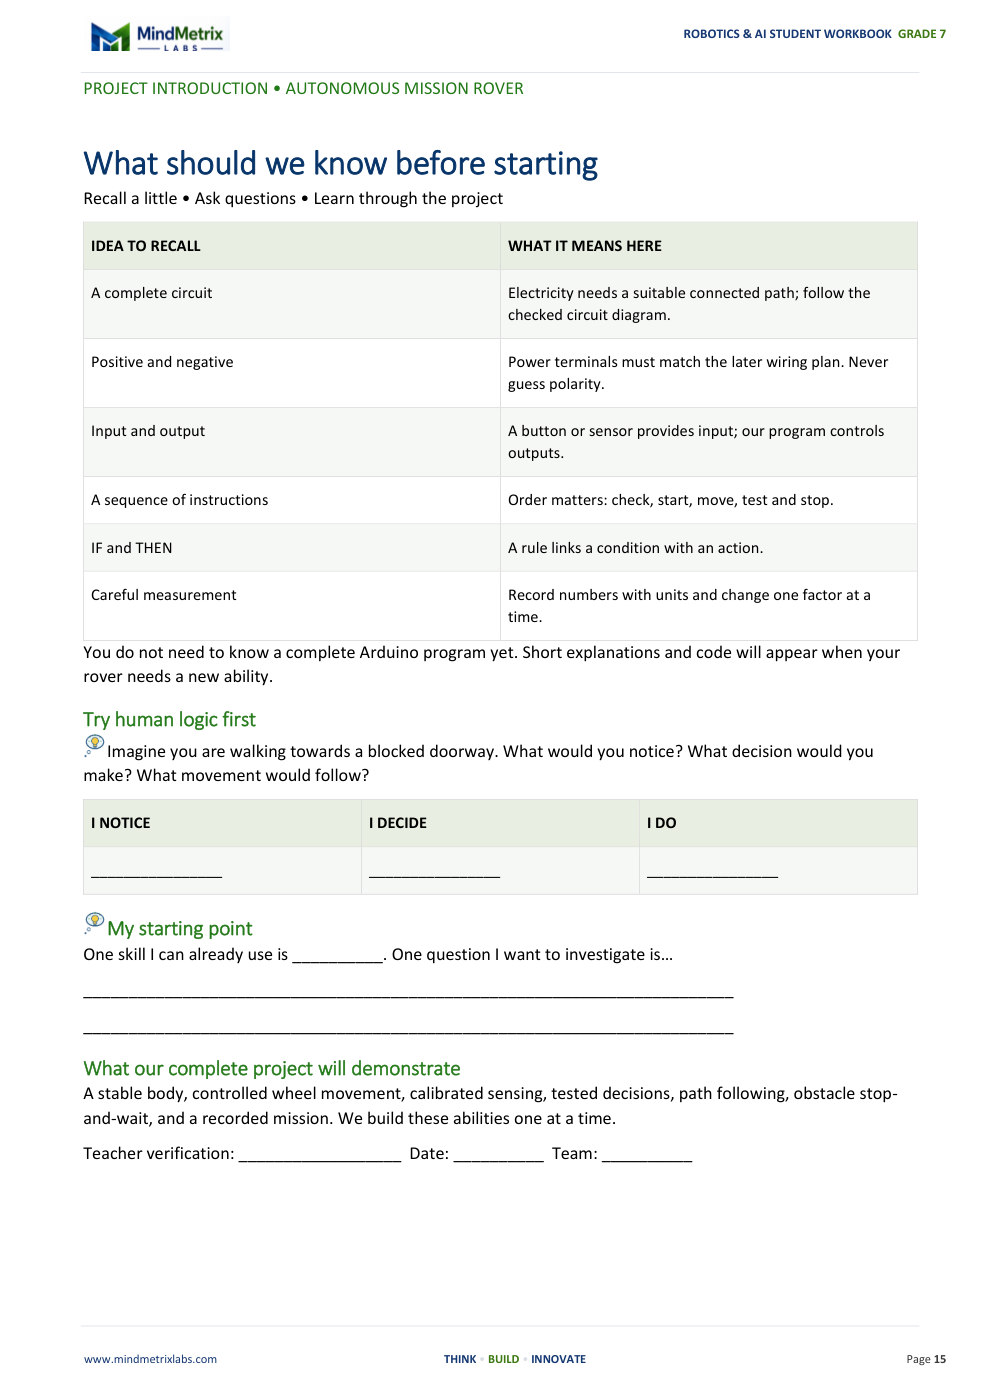 MindMetrix
LABS
ROBOTICS & AI STUDENT WORKBOOK GRADE 7
PROJECT INTRODUCTION • AUTONOMOUS MISSION ROVER
What should we know before starting
Recall a little • Ask questions • Learn through the project
IDEA TO RECALL
WHAT IT MEANS HERE
A complete circuit
Electricity needs a suitable connected path; follow the
checked circuit diagram.
Positive and negative
Power terminals must match the later wiring plan. Never
guess polarity.
Input and output
A button or sensor provides input; our program controls
outputs.
A sequence of instructions
Order matters: check, start, move, test and stop.
IF and THEN
A rule links a condition with an action.
Careful measurement
Record numbers with units and change one factor at a
time.
You do not need to know a complete Arduino program yet. Short explanations and code will appear when your
rover needs a new ability.
Try human logic first
Imagine you are walking towards a blocked doorway. What would you notice? What decision would you
make? What movement would follow?
I NOTICE
I DECIDE
I DO
________________
________________
________________
My starting point
One skill I can already use is __________. One question I want to investigate is…
________________________________________________________________________
________________________________________________________________________
What our complete project will demonstrate
A stable body, controlled wheel movement, calibrated sensing, tested decisions, path following, obstacle stop-
and-wait, and a recorded mission. We build these abilities one at a time.
Teacher verification: __________________ Date: __________ Team: __________
www.mindmetrixlabs.com
THINK • BUILD • INNOVATE
Page 15